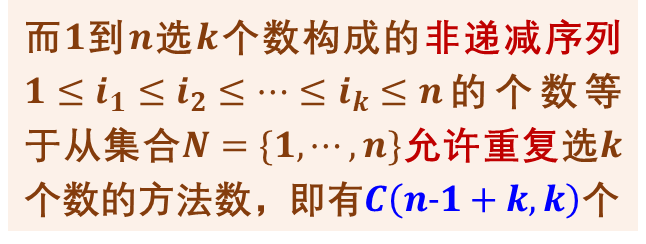 而1到n选k个数构成的非递减序列
1 ≤ i₁ ≤ i₂ ≤ ⋯ ≤ iₖ ≤ n 的个数等
于从集合N = {1,⋯,n}允许重复选k
个数的方法数，即有C(n-1 + k, k)个